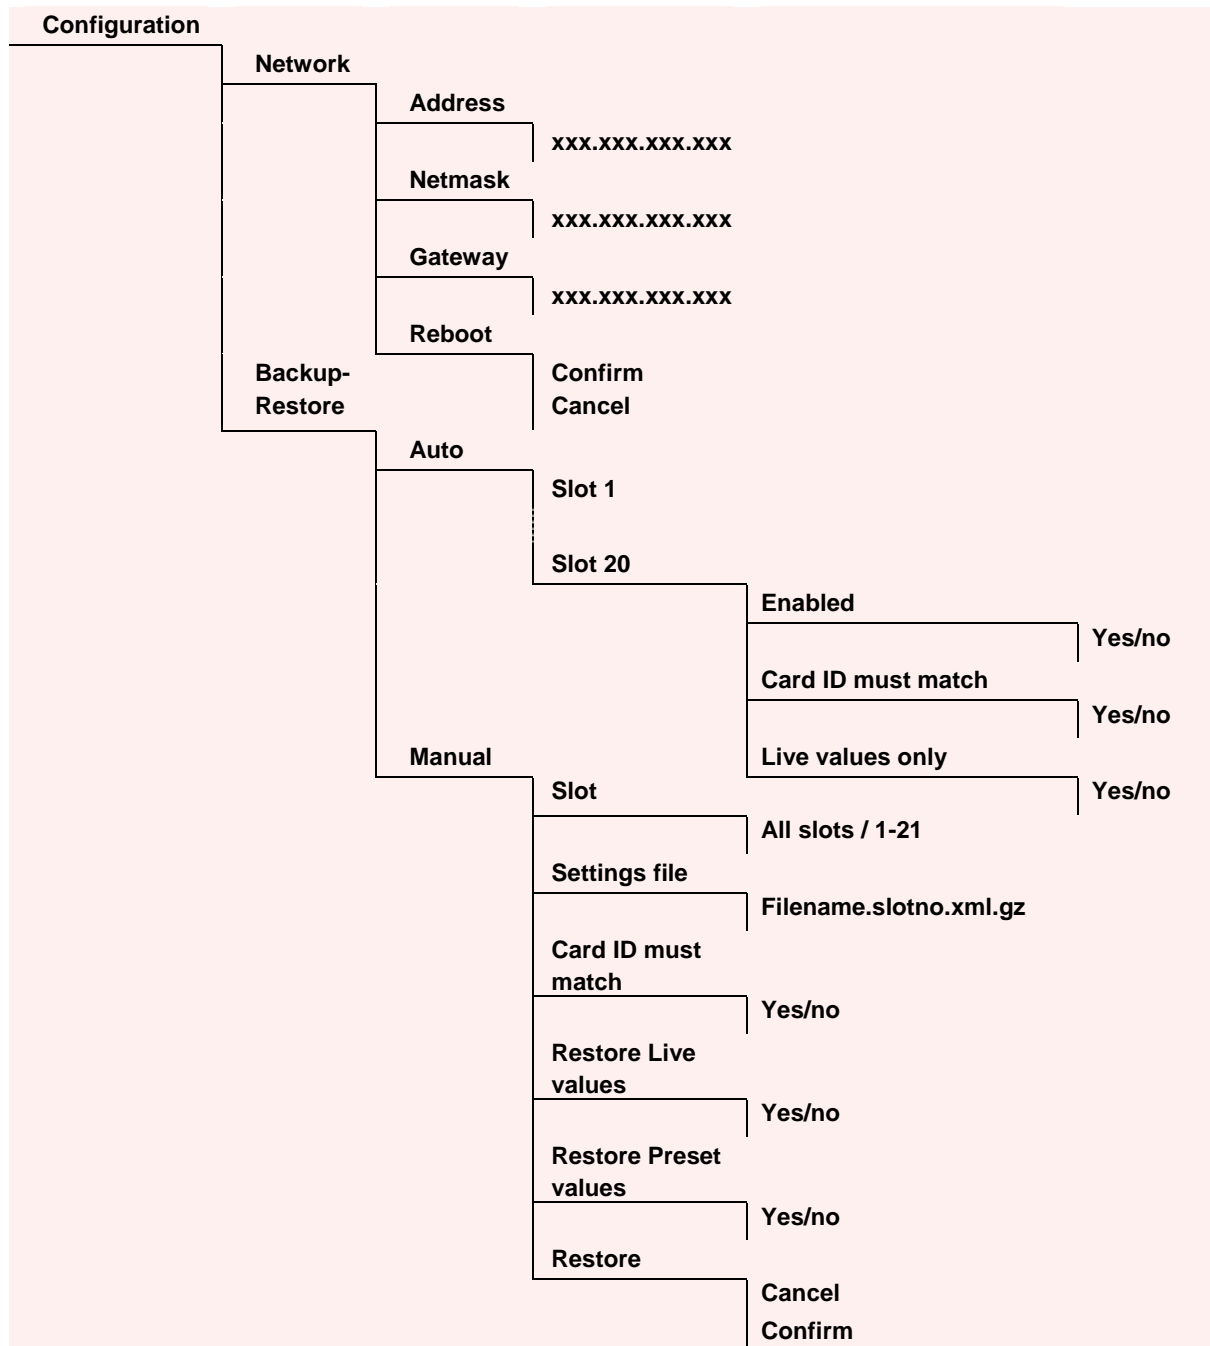 Configuration
Network
Address
xxx.xxx.xxx.xxx
Netmask
xxx.xxx.xxx.xxx
Gateway
xxx.xxx.xxx.xxx
Reboot
Confirm
Cancel
Backup-
Restore
Auto
Slot 1
Slot 20
Enabled
Yes/no
Card ID must match
Yes/no
Live values only
Yes/no
Manual
Slot
All slots / 1-21
Settings file
Filename.slotno.xml.gz
Card ID must
match
Yes/no
Restore Live
values
Yes/no
Restore Preset
values
Yes/no
Restore
Cancel
Confirm